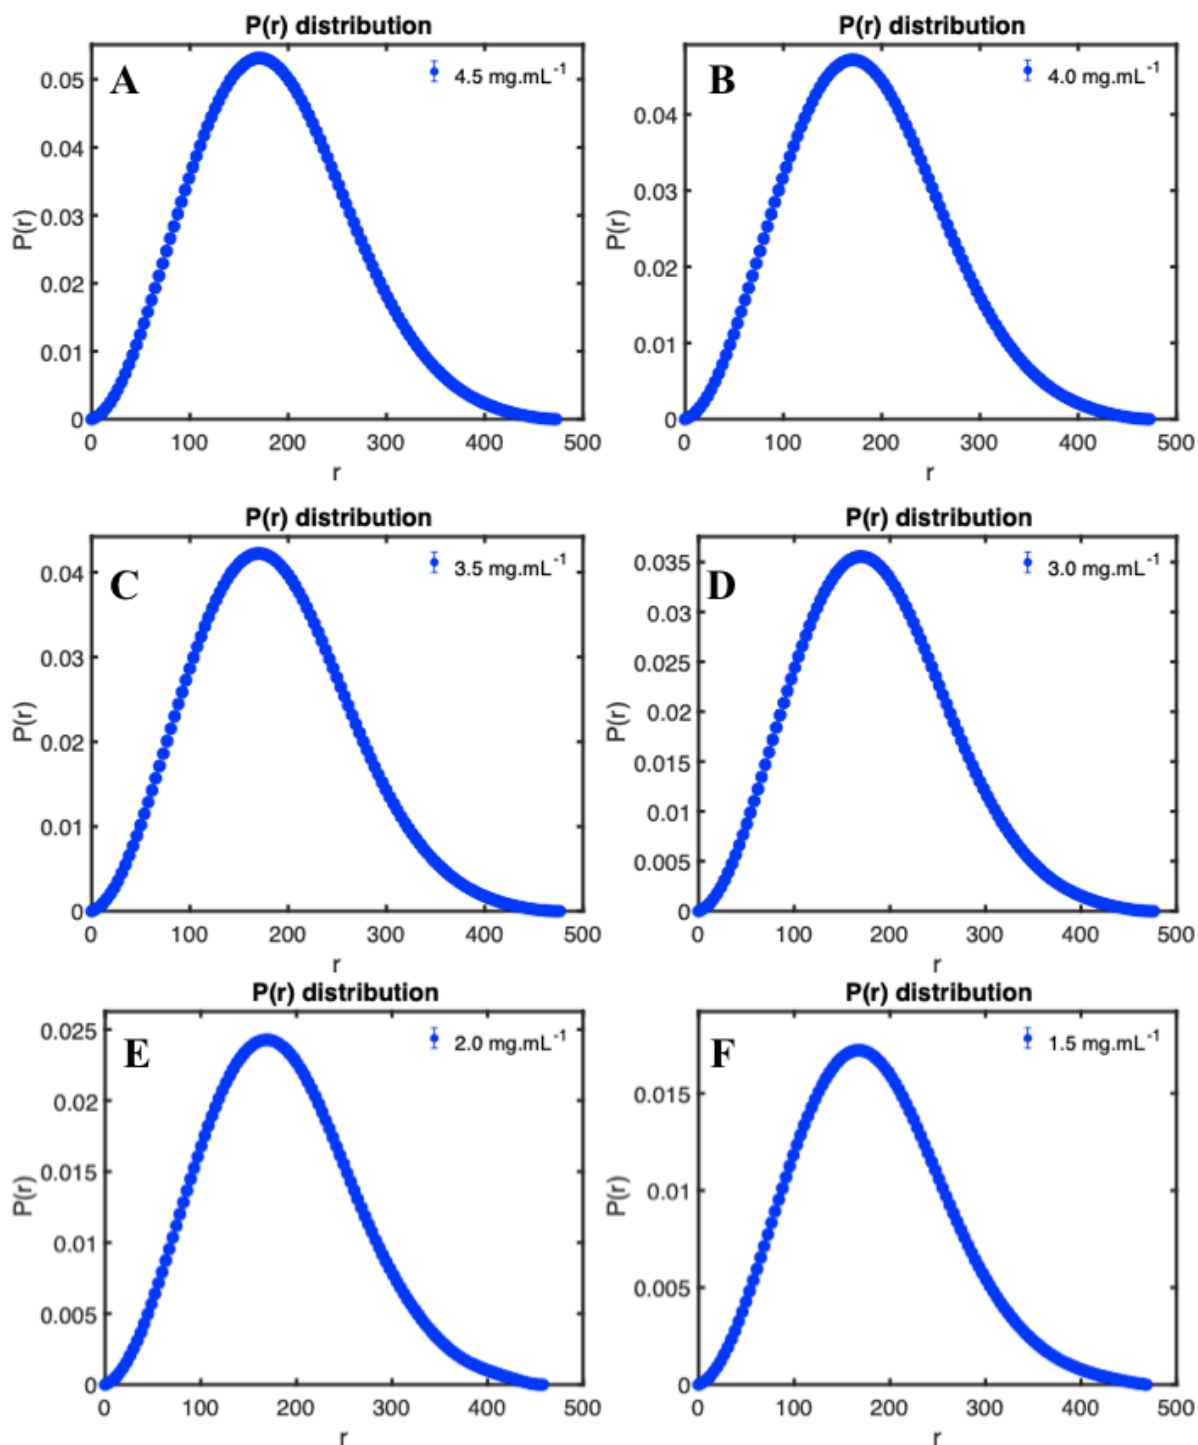 P(r) distribution
A
4.5 mg.mL⁻¹
0.05
0.04
0.03
0.02
0.01
0
P(r)
0 100 200 300 400 500
r
P(r) distribution
B
4.0 mg.mL⁻¹
0.04
0.03
0.02
0.01
0
P(r)
0 100 200 300 400 500
r
P(r) distribution
C
3.5 mg.mL⁻¹
0.04
0.03
0.02
0.01
0
P(r)
0 100 200 300 400 500
r
P(r) distribution
D
3.0 mg.mL⁻¹
0.035
0.03
0.025
0.02
0.015
0.01
0.005
0
P(r)
0 100 200 300 400 500
r
P(r) distribution
E
2.0 mg.mL⁻¹
0.025
0.02
0.015
0.01
0.005
0
P(r)
0 100 200 300 400 500
r
P(r) distribution
F
1.5 mg.mL⁻¹
0.015
0.01
0.005
0
P(r)
0 100 200 300 400 500
r